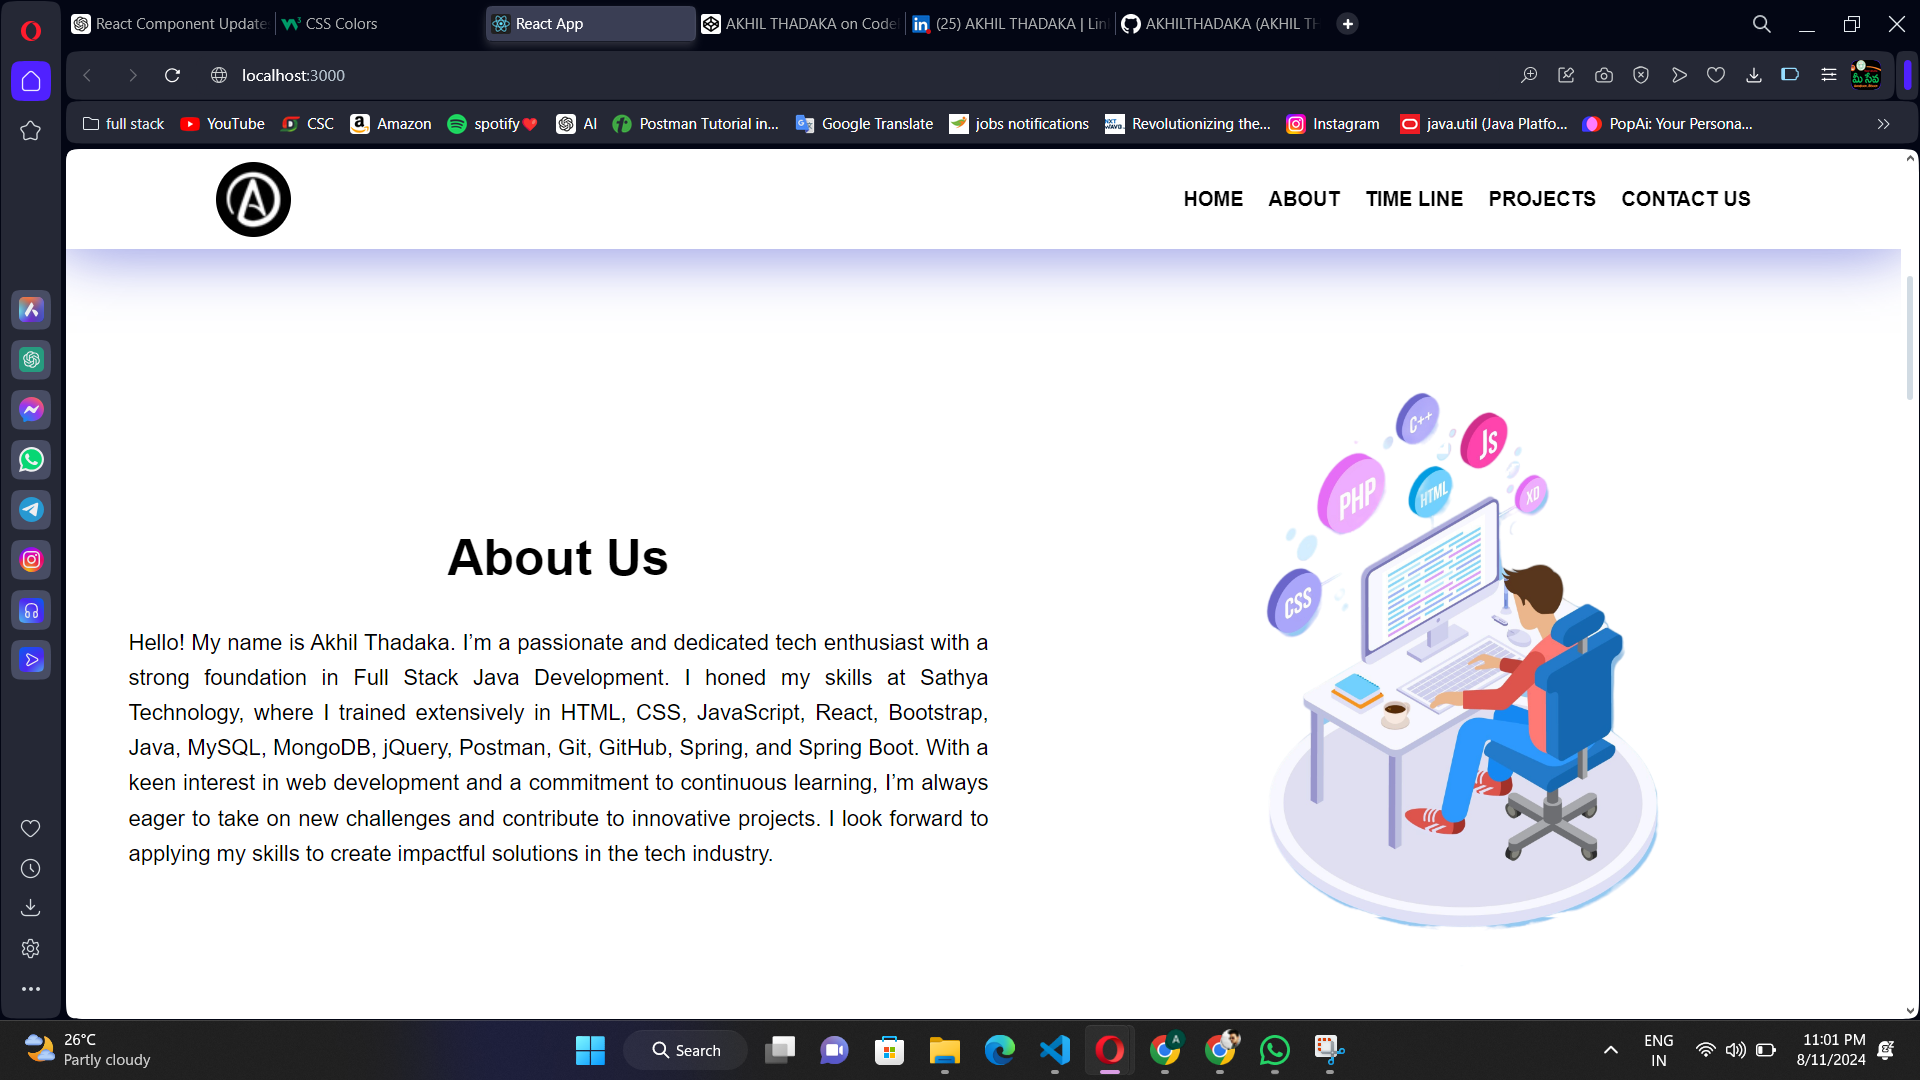 React Component Update
CSS Colors
React App
AKHIL THADAKA on Code
(25) AKHIL THADAKA | Lin
AKHILTHADAKA (AKHIL TH
localhost:3000
మీ సేవ
full stack
YouTube
CSC
Amazon
spotify❤️
AI
Postman Tutorial in...
Google Translate
jobs notifications
Revolutionizing the...
Instagram
java.util (Java Platfo...
PopAi: Your Persona...
HOME
ABOUT
TIME LINE
PROJECTS
CONTACT US
C++
JS
PHP
HTML
XD
CSS
About Us
Hello! My name is Akhil Thadaka. I’m a passionate and dedicated tech enthusiast with a
strong foundation in Full Stack Java Development. I honed my skills at Sathya
Technology, where I trained extensively in HTML, CSS, JavaScript, React, Bootstrap,
Java, MySQL, MongoDB, jQuery, Postman, Git, GitHub, Spring, and Spring Boot. With a
keen interest in web development and a commitment to continuous learning, I’m always
eager to take on new challenges and contribute to innovative projects. I look forward to
applying my skills to create impactful solutions in the tech industry.
26°C
Partly cloudy
Search
A
ENG
IN
11:01 PM
8/11/2024